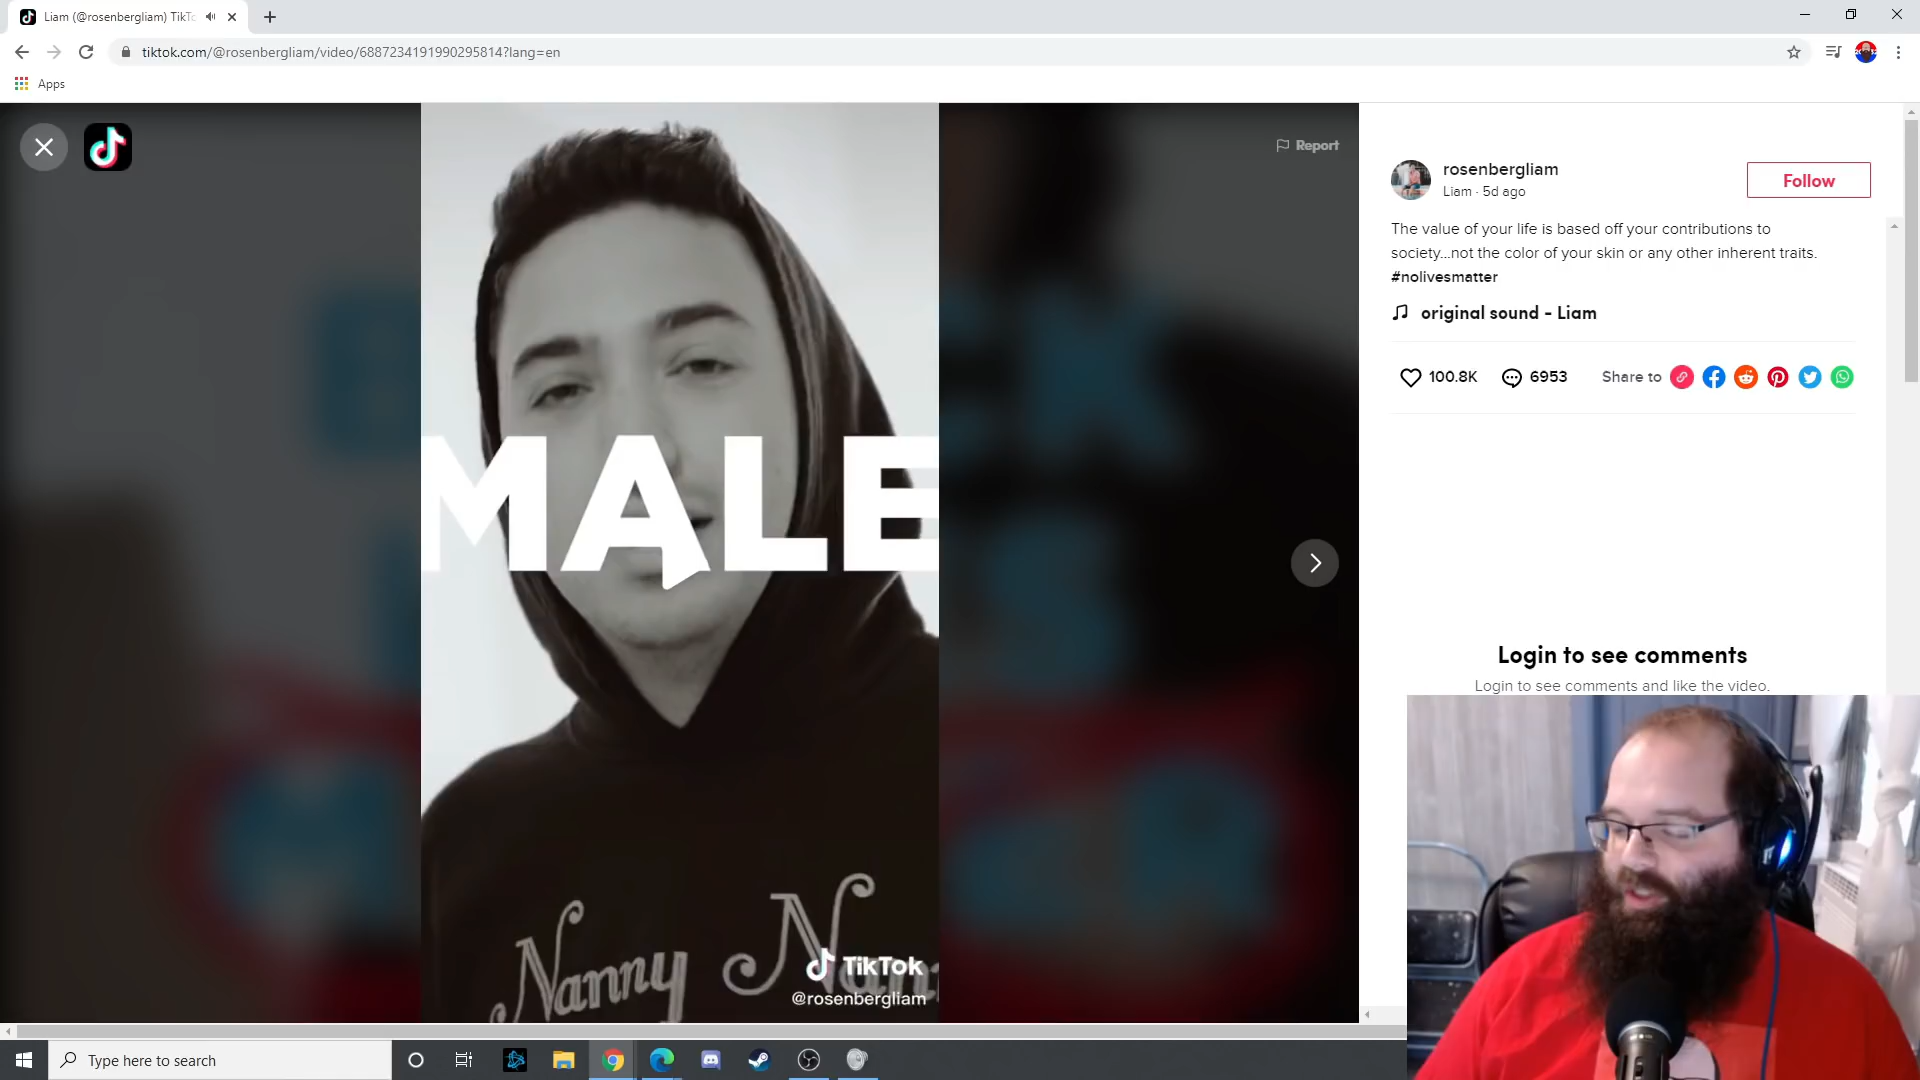 Liam (@rosenbergliam) TikTo
tiktok.com/@rosenbergliam/video/6887234191990295814?lang=en
Apps
Report
MALE
Nanny
TikTok
@rosenbergliam
rosenbergliam
Liam · 5d ago
Follow
The value of your life is based off your contributions to
society...not the color of your skin or any other inherent traits.
#nolivesmatter
original sound - Liam
100.8K
6953
Share to
Login to see comments
Login to see comments and like the video.
Type here to search